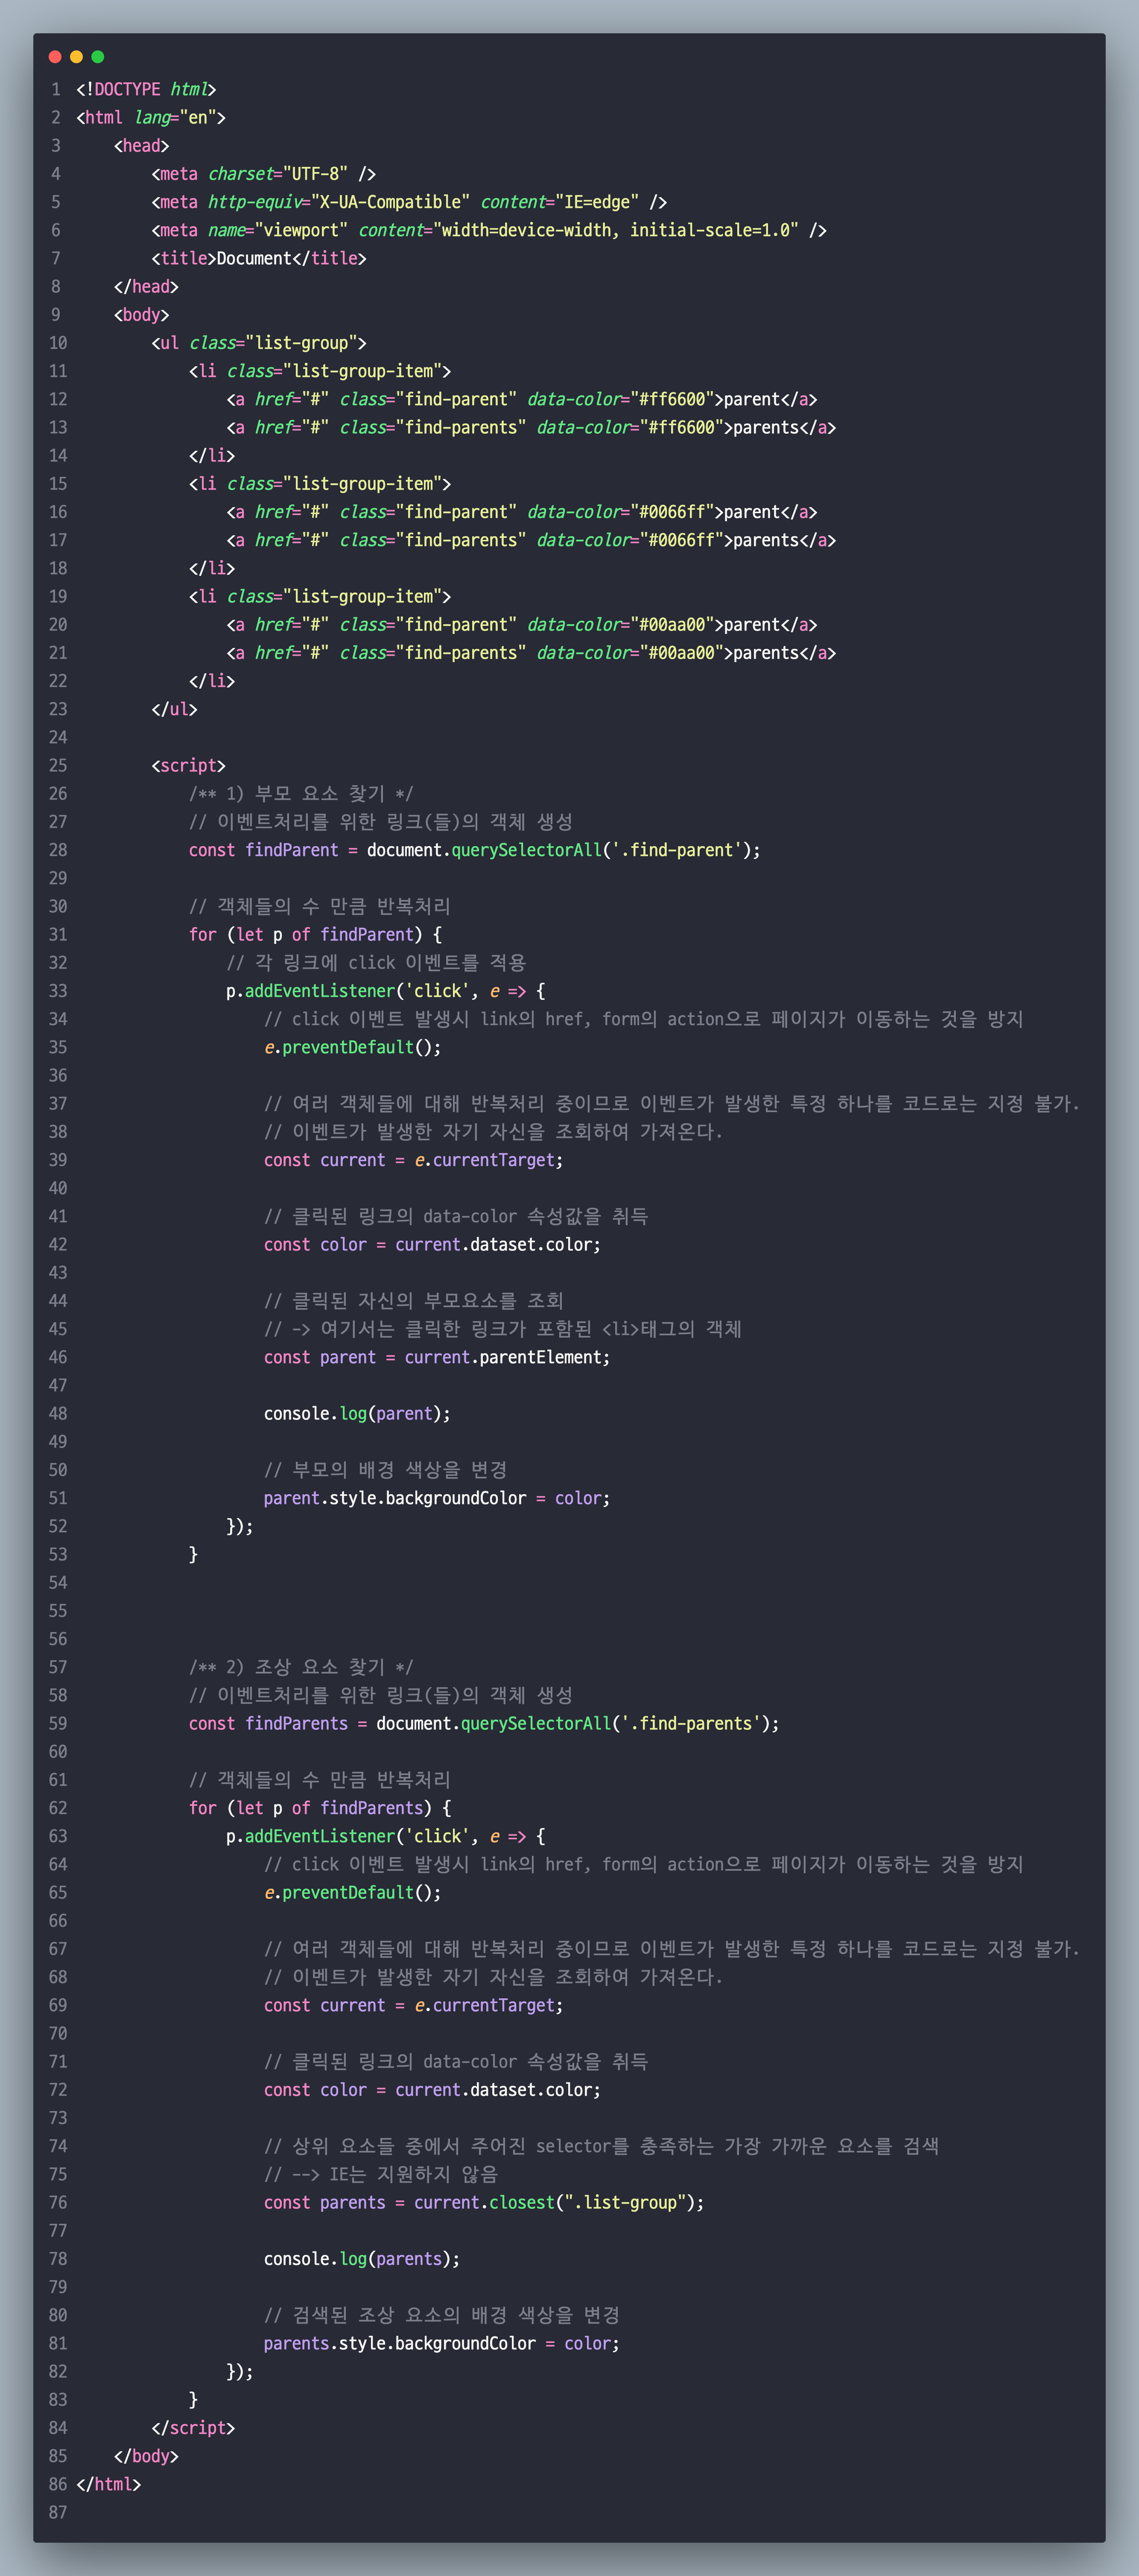 1 <!DOCTYPE html>
2 <html lang="en">
3     <head>
4         <meta charset="UTF-8" />
5         <meta http-equiv="X-UA-Compatible" content="IE=edge" />
6         <meta name="viewport" content="width=device-width, initial-scale=1.0" />
7         <title>Document</title>
8     </head>
9     <body>
10         <ul class="list-group">
11             <li class="list-group-item">
12                 <a href="#" class="find-parent" data-color="#ff6600">parent</a>
13                 <a href="#" class="find-parents" data-color="#ff6600">parents</a>
14             </li>
15             <li class="list-group-item">
16                 <a href="#" class="find-parent" data-color="#0066ff">parent</a>
17                 <a href="#" class="find-parents" data-color="#0066ff">parents</a>
18             </li>
19             <li class="list-group-item">
20                 <a href="#" class="find-parent" data-color="#00aa00">parent</a>
21                 <a href="#" class="find-parents" data-color="#00aa00">parents</a>
22             </li>
23         </ul>
24
25         <script>
26             /** 1) 부모 요소 찾기 */
27             // 이벤트처리를 위한 링크(들)의 객체 생성
28             const findParent = document.querySelectorAll('.find-parent');
29
30             // 객체들의 수 만큼 반복처리
31             for (let p of findParent) {
32                 // 각 링크에 click 이벤트를 적용
33                 p.addEventListener('click', e => {
34                     // click 이벤트 발생시 link의 href, form의 action으로 페이지가 이동하는 것을 방지
35                     e.preventDefault();
36
37                     // 여러 객체들에 대해 반복처리 중이므로 이벤트가 발생한 특정 하나를 코드로는 지정 불가.
38                     // 이벤트가 발생한 자기 자신을 조회하여 가져온다.
39                     const current = e.currentTarget;
40
41                     // 클릭된 링크의 data-color 속성값을 취득
42                     const color = current.dataset.color;
43
44                     // 클릭된 자신의 부모요소를 조회
45                     // -> 여기서는 클릭한 링크가 포함된 <li>태그의 객체
46                     const parent = current.parentElement;
47
48                     console.log(parent);
49
50                     // 부모의 배경 색상을 변경
51                     parent.style.backgroundColor = color;
52                 });
53             }
54
55
56
57             /** 2) 조상 요소 찾기 */
58             // 이벤트처리를 위한 링크(들)의 객체 생성
59             const findParents = document.querySelectorAll('.find-parents');
60
61             // 객체들의 수 만큼 반복처리
62             for (let p of findParents) {
63                 p.addEventListener('click', e => {
64                     // click 이벤트 발생시 link의 href, form의 action으로 페이지가 이동하는 것을 방지
65                     e.preventDefault();
66
67                     // 여러 객체들에 대해 반복처리 중이므로 이벤트가 발생한 특정 하나를 코드로는 지정 불가.
68                     // 이벤트가 발생한 자기 자신을 조회하여 가져온다.
69                     const current = e.currentTarget;
70
71                     // 클릭된 링크의 data-color 속성값을 취득
72                     const color = current.dataset.color;
73
74                     // 상위 요소들 중에서 주어진 selector를 충족하는 가장 가까운 요소를 검색
75                     // --> IE는 지원하지 않음
76                     const parents = current.closest(".list-group");
77
78                     console.log(parents);
79
80                     // 검색된 조상 요소의 배경 색상을 변경
81                     parents.style.backgroundColor = color;
82                 });
83             }
84         </script>
85     </body>
86 </html>
87